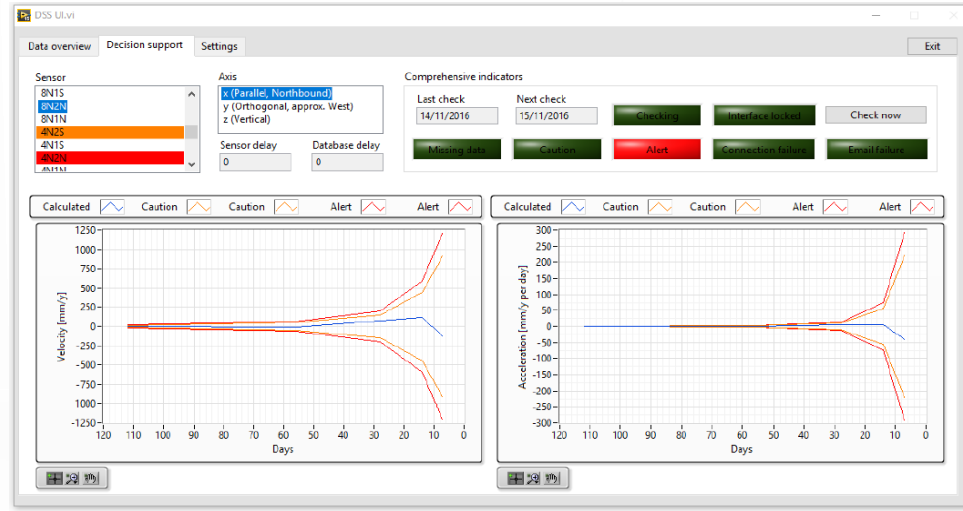 DSS UI.vi
Data overview Decision support Settings Exit
Sensor Axis Comprehensive indicators
8N1S
8N2N
8N1N
4N2S
4N1S
4N2N
4N1N
x (Parallel, Northbound)
y (Orthogonal, approx. West)
z (Vertical)
Sensor delay Database delay
0 0
Last check Next check
14/11/2016 15/11/2016 Checking Interface locked Check now
Missing data Caution Alert Connection failure Email failure
Calculated Caution Caution Alert Alert
Velocity [mm/y]
1250
1000
750
500
250
0
-250
-500
-750
1000
-1250
120 110 100 90 80 70 60 50 40 30 20 10 0
Days
Calculated Caution Caution Alert Alert
Acceleration [mm/y per day]
300
250
200
150
100
50
0
-50
-100
-150
-200
-250
-300
120 110 100 90 80 70 60 50 40 30 20 10 0
Days